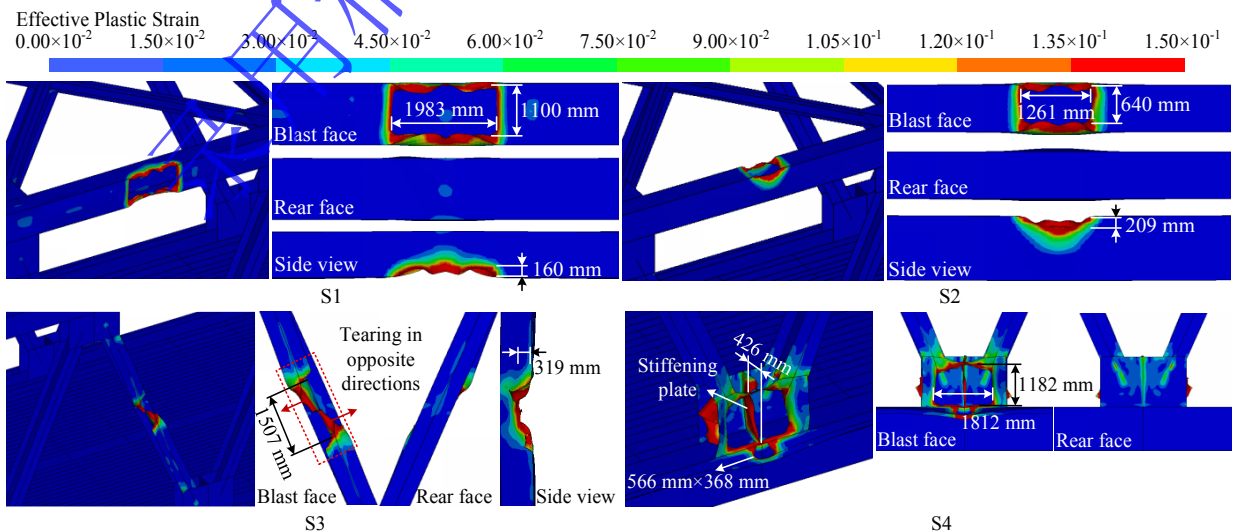 Effective Plastic Strain
0.00×10⁻² 1.50×10⁻² 3.00×10⁻² 4.50×10⁻² 6.00×10⁻² 7.50×10⁻² 9.00×10⁻² 1.05×10⁻¹ 1.20×10⁻¹ 1.35×10⁻¹ 1.50×10⁻¹
1983 mm
1100 mm
Blast face
Rear face
Side view
160 mm
S1
1261 mm
640 mm
Blast face
Rear face
209 mm
Side view
S2
Tearing in
opposite
directions
319 mm
1507 mm
Blast face
Rear face
Side view
S3
426 mm
Stiffening
plate
566 mm×368 mm
1182 mm
1812 mm
Blast face
Rear face
S4